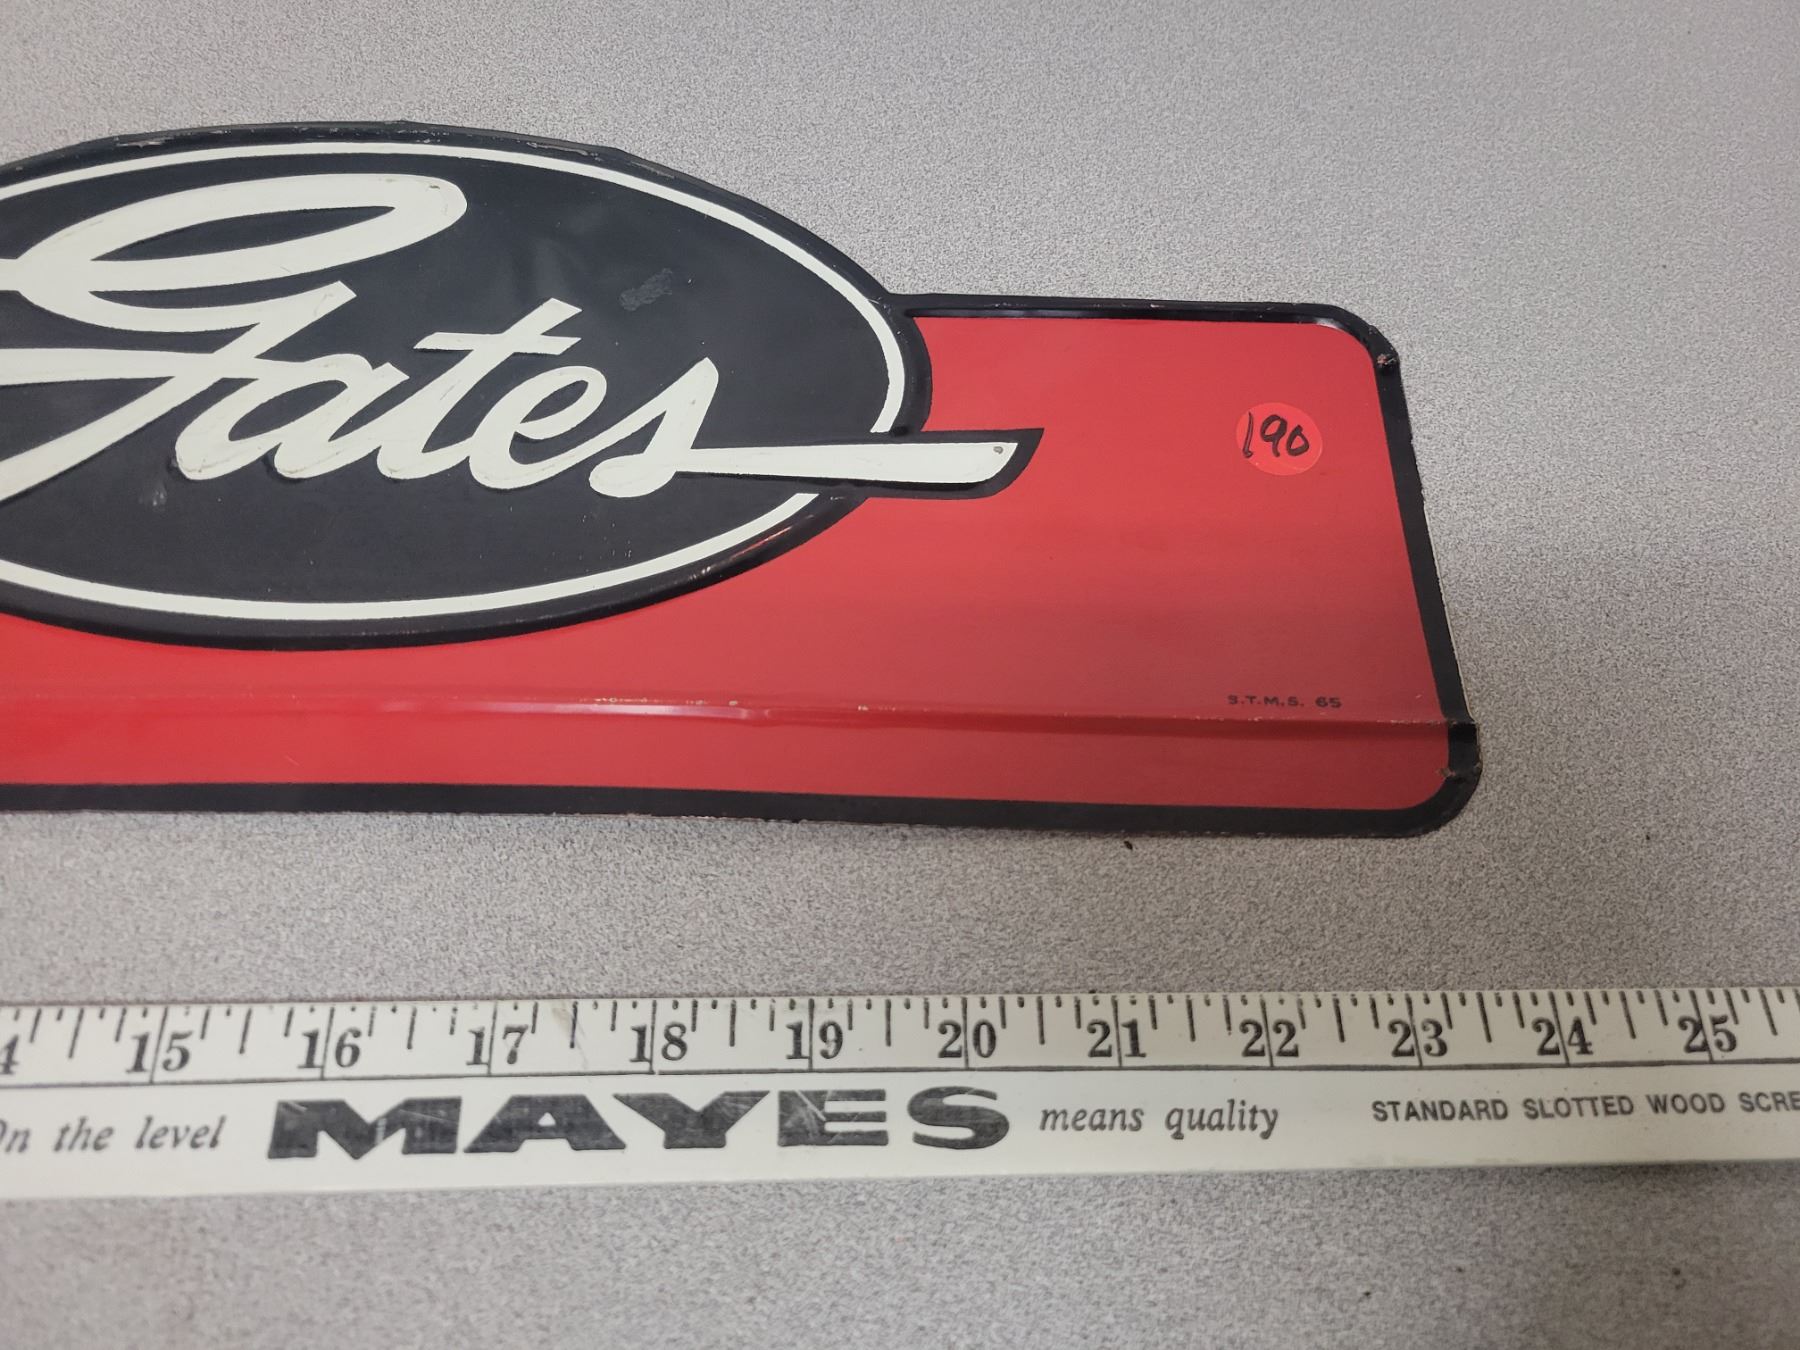 Gates
190
S.T.M.S. 65
4 15 16 17 18 19 20 21 22 23 24 25
On the level MAYES means quality STANDARD SLOTTED WOOD SCRE